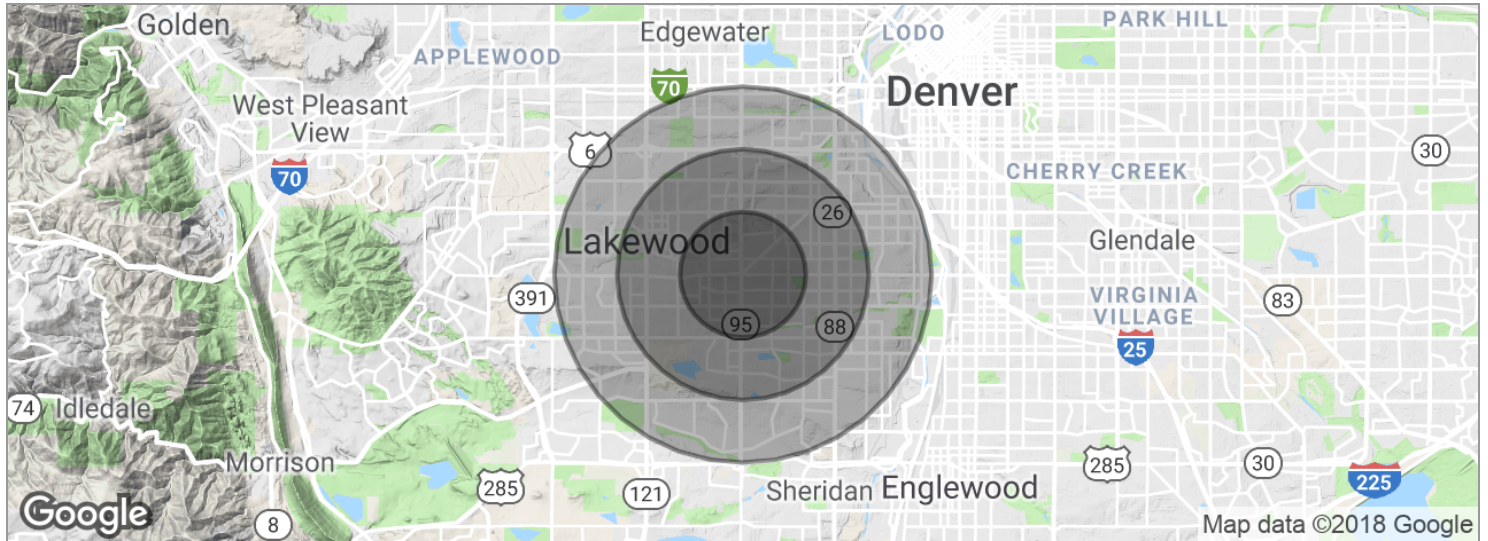 Golden
Edgewater
LODO
PARK HILL
APPLEWOOD
70
Denver
West Pleasant
View
6
30
70
CHERRY CREEK
26
Lakewood
Glendale
391
95
88
VIRGINIA
VILLAGE
83
25
74
Idledale
Morrison
285
121
Sheridan
Englewood
285
30
225
Google
8
Map data ©2018 Google